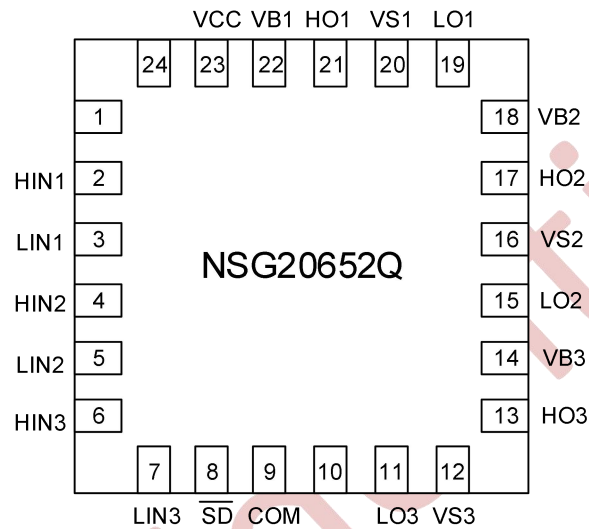 VCC VB1 HO1 VS1 LO1
24 23 22 21 20 19
1 18 VB2
HIN1 2 17 HO2
LIN1 3 16 VS2
NSG20652Q
HIN2 4 15 LO2
LIN2 5 14 VB3
HIN3 6 13 HO3
7 8 9 10 11 12
LIN3 SD COM LO3 VS3